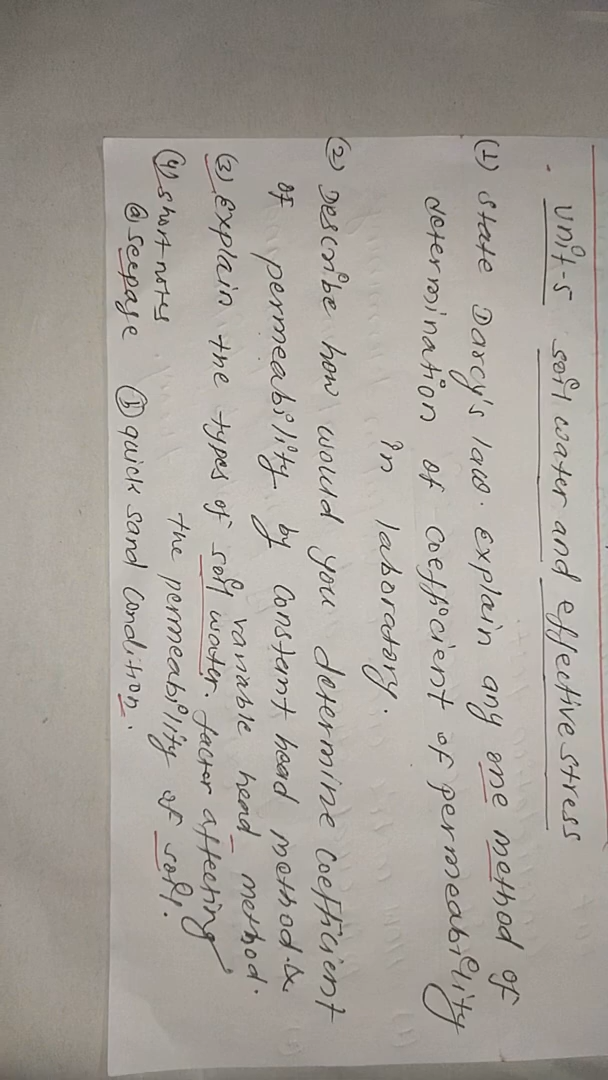 Unit-5 soil water and effective stress
(1) state Darcy's law. explain any one method of
determination of coefficient of permeability
in laboratory.
(2) Describe how would you determine coefficient
of permeability by constant head method &
variable head method.
(3) explain the types of soil water. factor affecting
the permeability of soil.
(4) short notes
(a) seepage (b) quick sand condition.